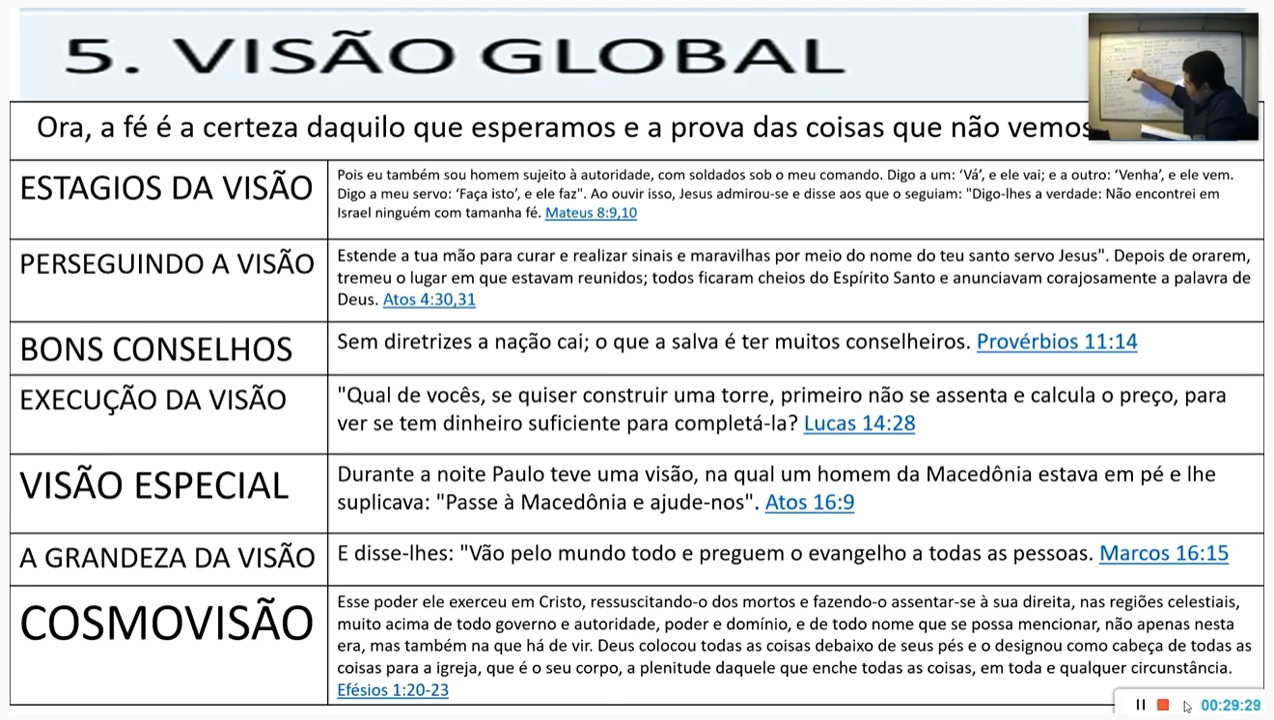 5. VISÃO GLOBAL
Ora, a fé é a certeza daquilo que esperamos e a prova das coisas que não vemos
ESTAGIOS DA VISÃO
Pois eu também sou homem sujeito à autoridade, com soldados sob o meu comando. Digo a um: ‘Vá’, e ele vai; e a outro: ‘Venha’, e ele vem.
Digo a meu servo: ‘Faça isto’, e ele faz". Ao ouvir isso, Jesus admirou-se e disse aos que o seguiam: "Digo-lhes a verdade: Não encontrei em
Israel ninguém com tamanha fé. Mateus 8:9,10
PERSEGUINDO A VISÃO
Estende a tua mão para curar e realizar sinais e maravilhas por meio do nome do teu santo servo Jesus". Depois de orarem,
tremeu o lugar em que estavam reunidos; todos ficaram cheios do Espírito Santo e anunciavam corajosamente a palavra de
Deus. Atos 4:30,31
BONS CONSELHOS
Sem diretrizes a nação cai; o que a salva é ter muitos conselheiros. Provérbios 11:14
EXECUÇÃO DA VISÃO
"Qual de vocês, se quiser construir uma torre, primeiro não se assenta e calcula o preço, para
ver se tem dinheiro suficiente para completá-la? Lucas 14:28
VISÃO ESPECIAL
Durante a noite Paulo teve uma visão, na qual um homem da Macedônia estava em pé e lhe
suplicava: "Passe à Macedônia e ajude-nos". Atos 16:9
A GRANDEZA DA VISÃO
E disse-lhes: "Vão pelo mundo todo e preguem o evangelho a todas as pessoas. Marcos 16:15
COSMOVISÃO
Esse poder ele exerceu em Cristo, ressuscitando-o dos mortos e fazendo-o assentar-se à sua direita, nas regiões celestiais,
muito acima de todo governo e autoridade, poder e domínio, e de todo nome que se possa mencionar, não apenas nesta
era, mas também na que há de vir. Deus colocou todas as coisas debaixo de seus pés e o designou como cabeça de todas as
coisas para a igreja, que é o seu corpo, a plenitude daquele que enche todas as coisas, em toda e qualquer circunstância.
Efésios 1:20-23
00:29:29